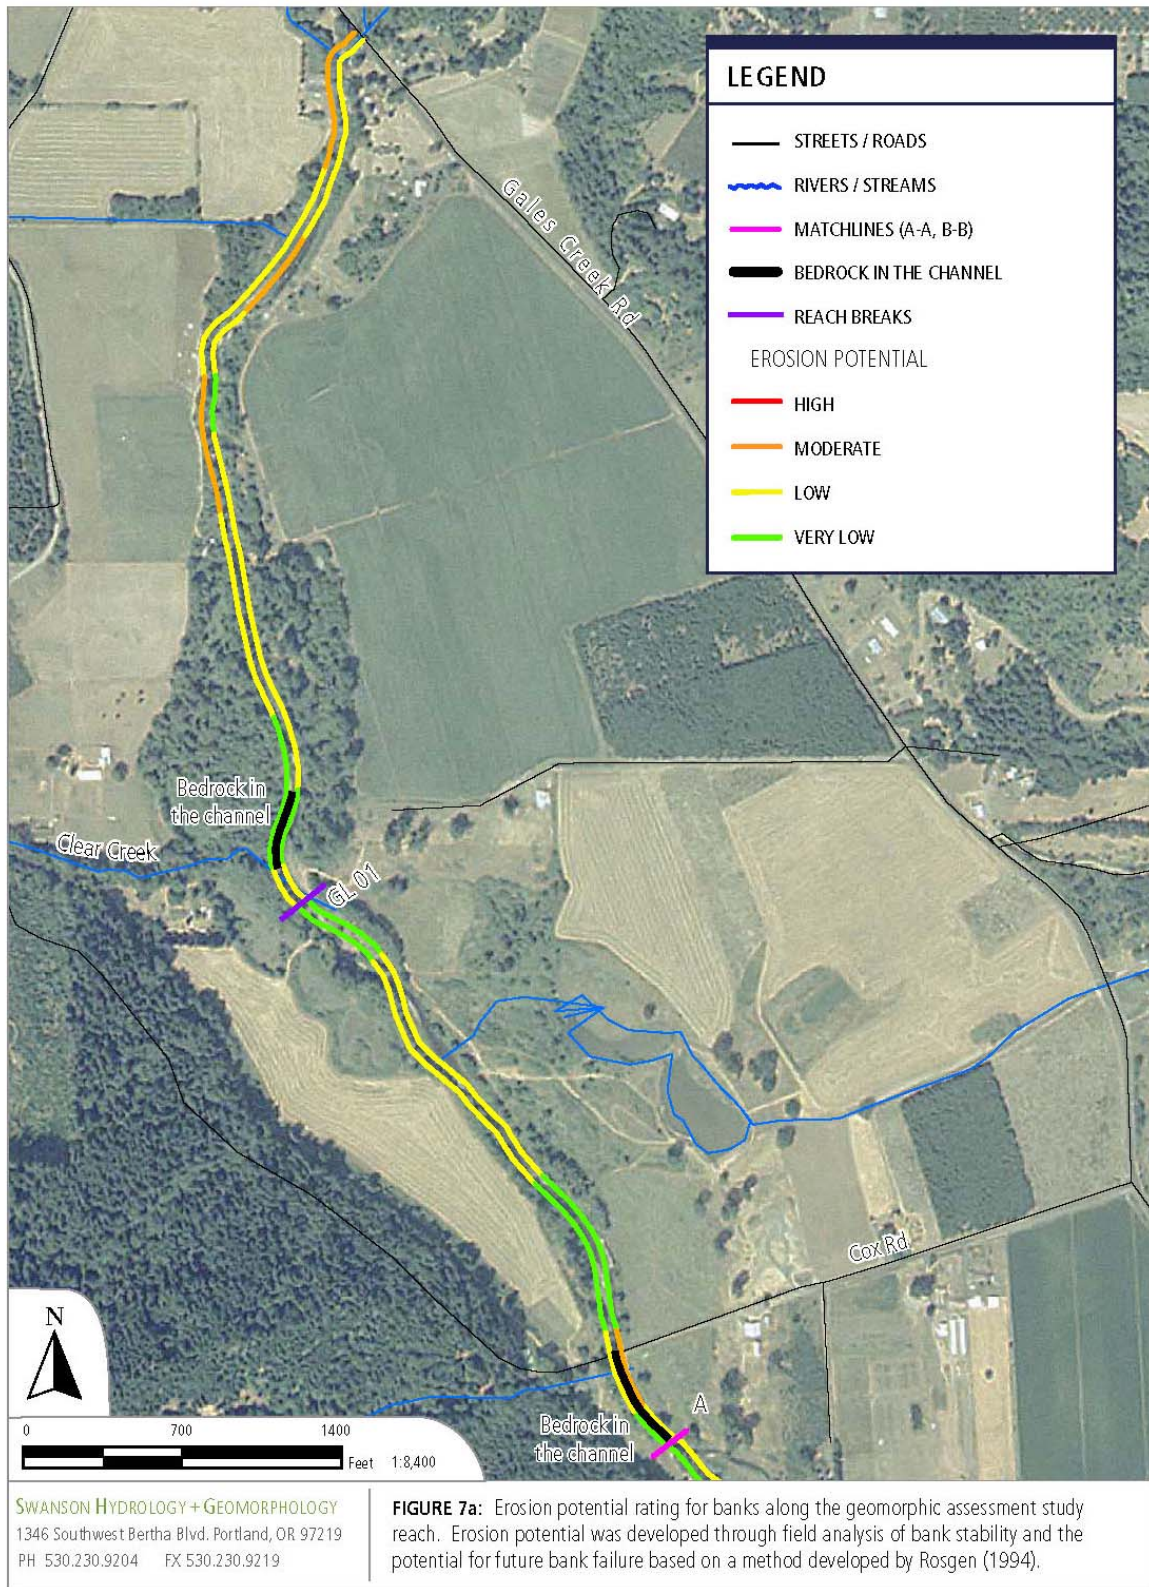 LEGEND
STREETS / ROADS
RIVERS / STREAMS
MATCHLINES (A-A, B-B)
BEDROCK IN THE CHANNEL
REACH BREAKS
EROSION POTENTIAL
HIGH
MODERATE
LOW
VERY LOW
Gales Creek Rd
Bedrock in
the channel
Clear Creek
GL 01
Cox Rd
A
Bedrock in
the channel
N
0 700 1400
Feet 1:8,400
SWANSON HYDROLOGY + GEOMORPHOLOGY
1346 Southwest Bertha Blvd. Portland, OR 97219
PH 530.230.9204 FX 530.230.9219
FIGURE 7a: Erosion potential rating for banks along the geomorphic assessment study
reach. Erosion potential was developed through field analysis of bank stability and the
potential for future bank failure based on a method developed by Rosgen (1994).